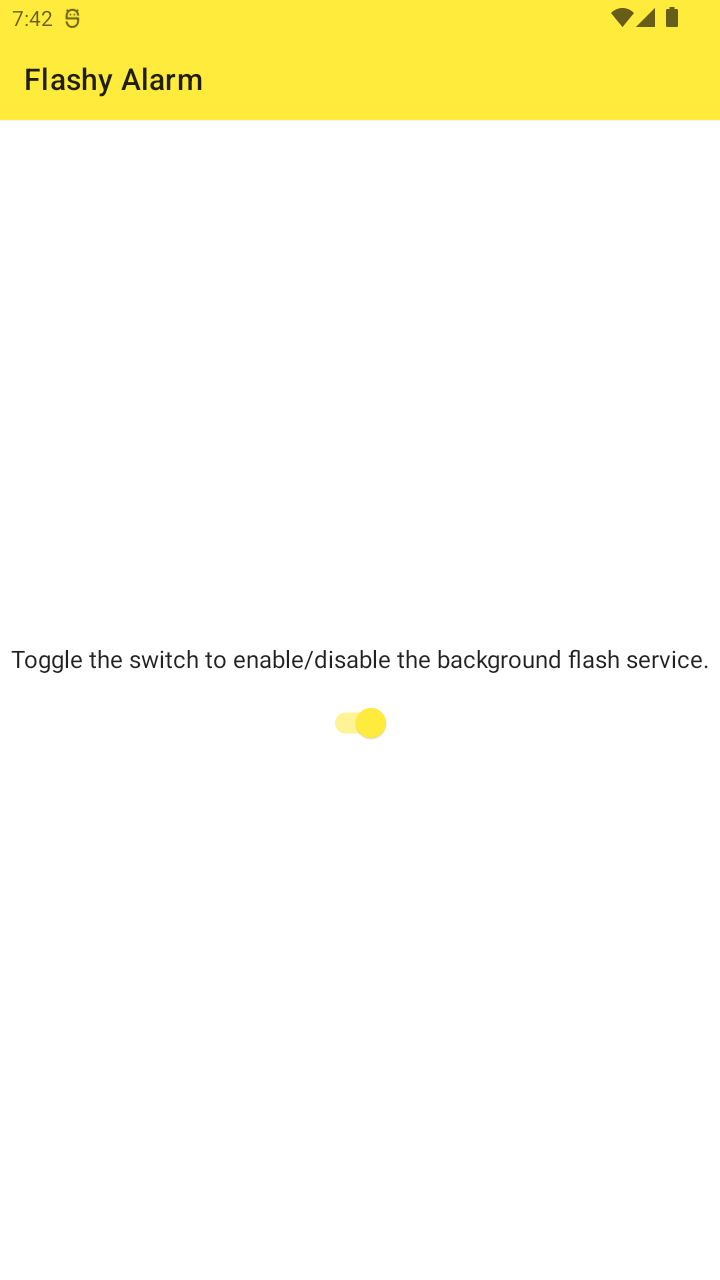 7:42
Flashy Alarm
Toggle the switch to enable/disable the background flash service.